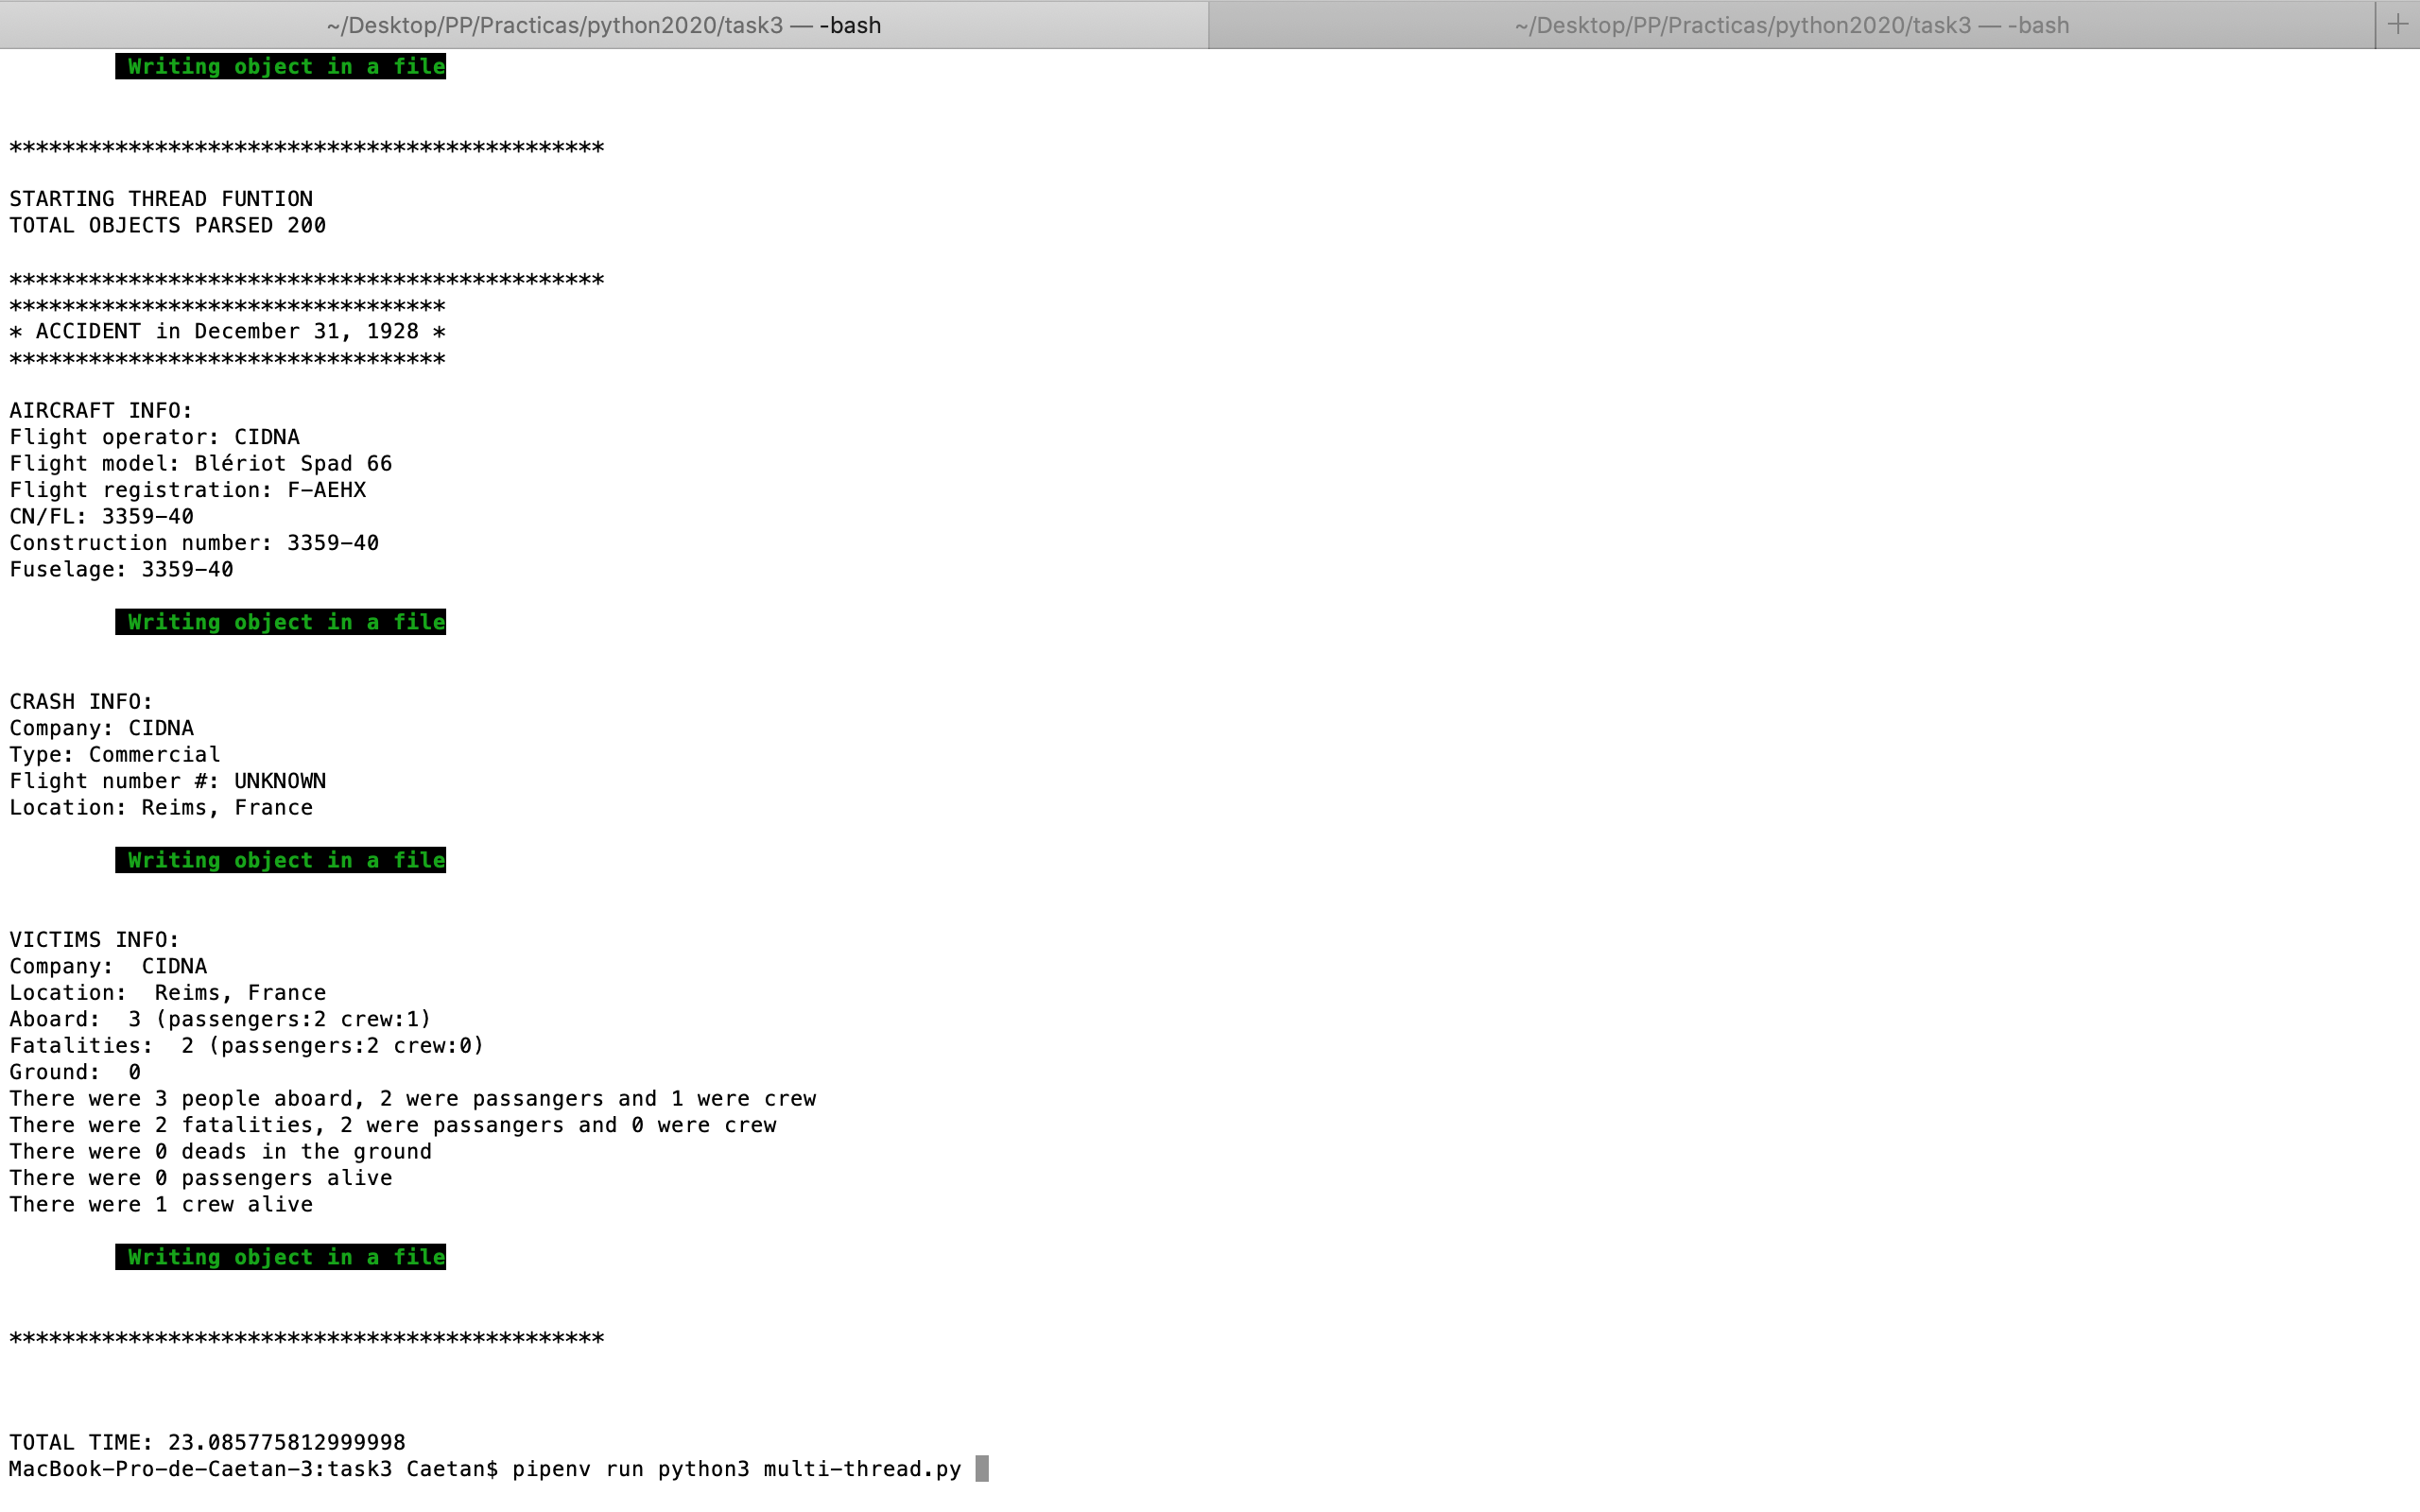 ~/Desktop/PP/Practicas/python2020/task3 — -bash
~/Desktop/PP/Practicas/python2020/task3 — -bash
+
Writing object in a file
*********************************************
STARTING THREAD FUNTION
TOTAL OBJECTS PARSED 200
*********************************************
*********************************
* ACCIDENT in December 31, 1928 *
*********************************
AIRCRAFT INFO:
Flight operator: CIDNA
Flight model: Blériot Spad 66
Flight registration: F-AEHX
CN/FL: 3359-40
Construction number: 3359-40
Fuselage: 3359-40
Writing object in a file
CRASH INFO:
Company: CIDNA
Type: Commercial
Flight number #: UNKNOWN
Location: Reims, France
Writing object in a file
VICTIMS INFO:
Company:  CIDNA
Location:  Reims, France
Aboard:  3 (passengers:2 crew:1)
Fatalities:  2 (passengers:2 crew:0)
Ground:  0
There were 3 people aboard, 2 were passangers and 1 were crew
There were 2 fatalities, 2 were passangers and 0 were crew
There were 0 deads in the ground
There were 0 passengers alive
There were 1 crew alive
Writing object in a file
*********************************************
TOTAL TIME: 23.085775812999998
MacBook-Pro-de-Caetan-3:task3 Caetan$ pipenv run python3 multi-thread.py